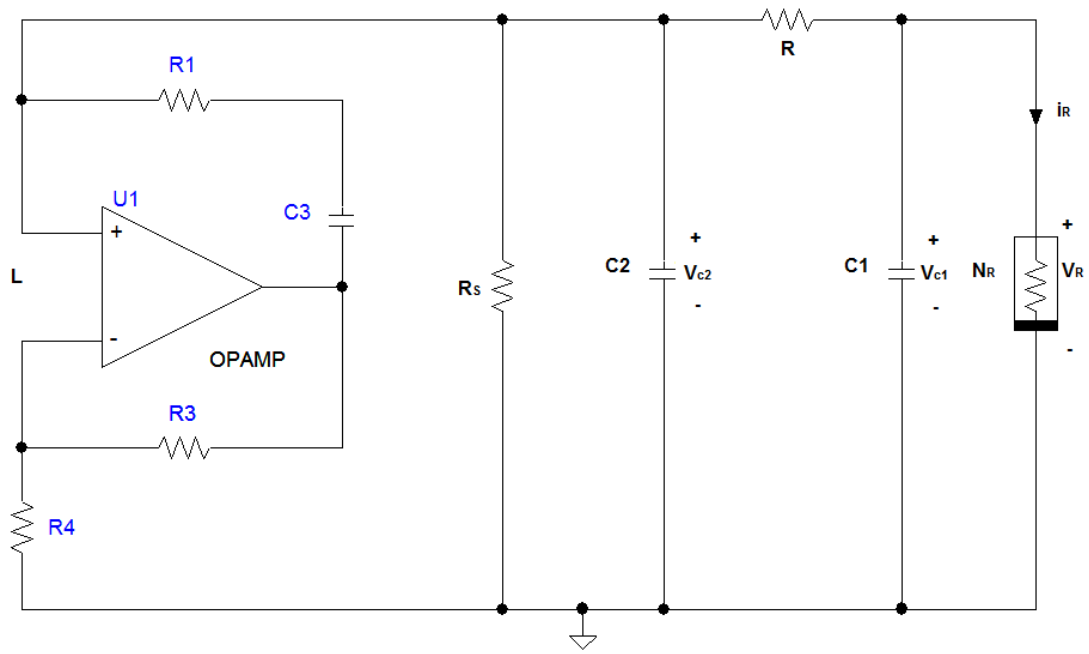 R
R1
iR
U1
C3
+
+
+
+
L
C2
Vc2
C1
Vc1
NR
VR
Rs
-
-
-
-
OPAMP
R3
R4